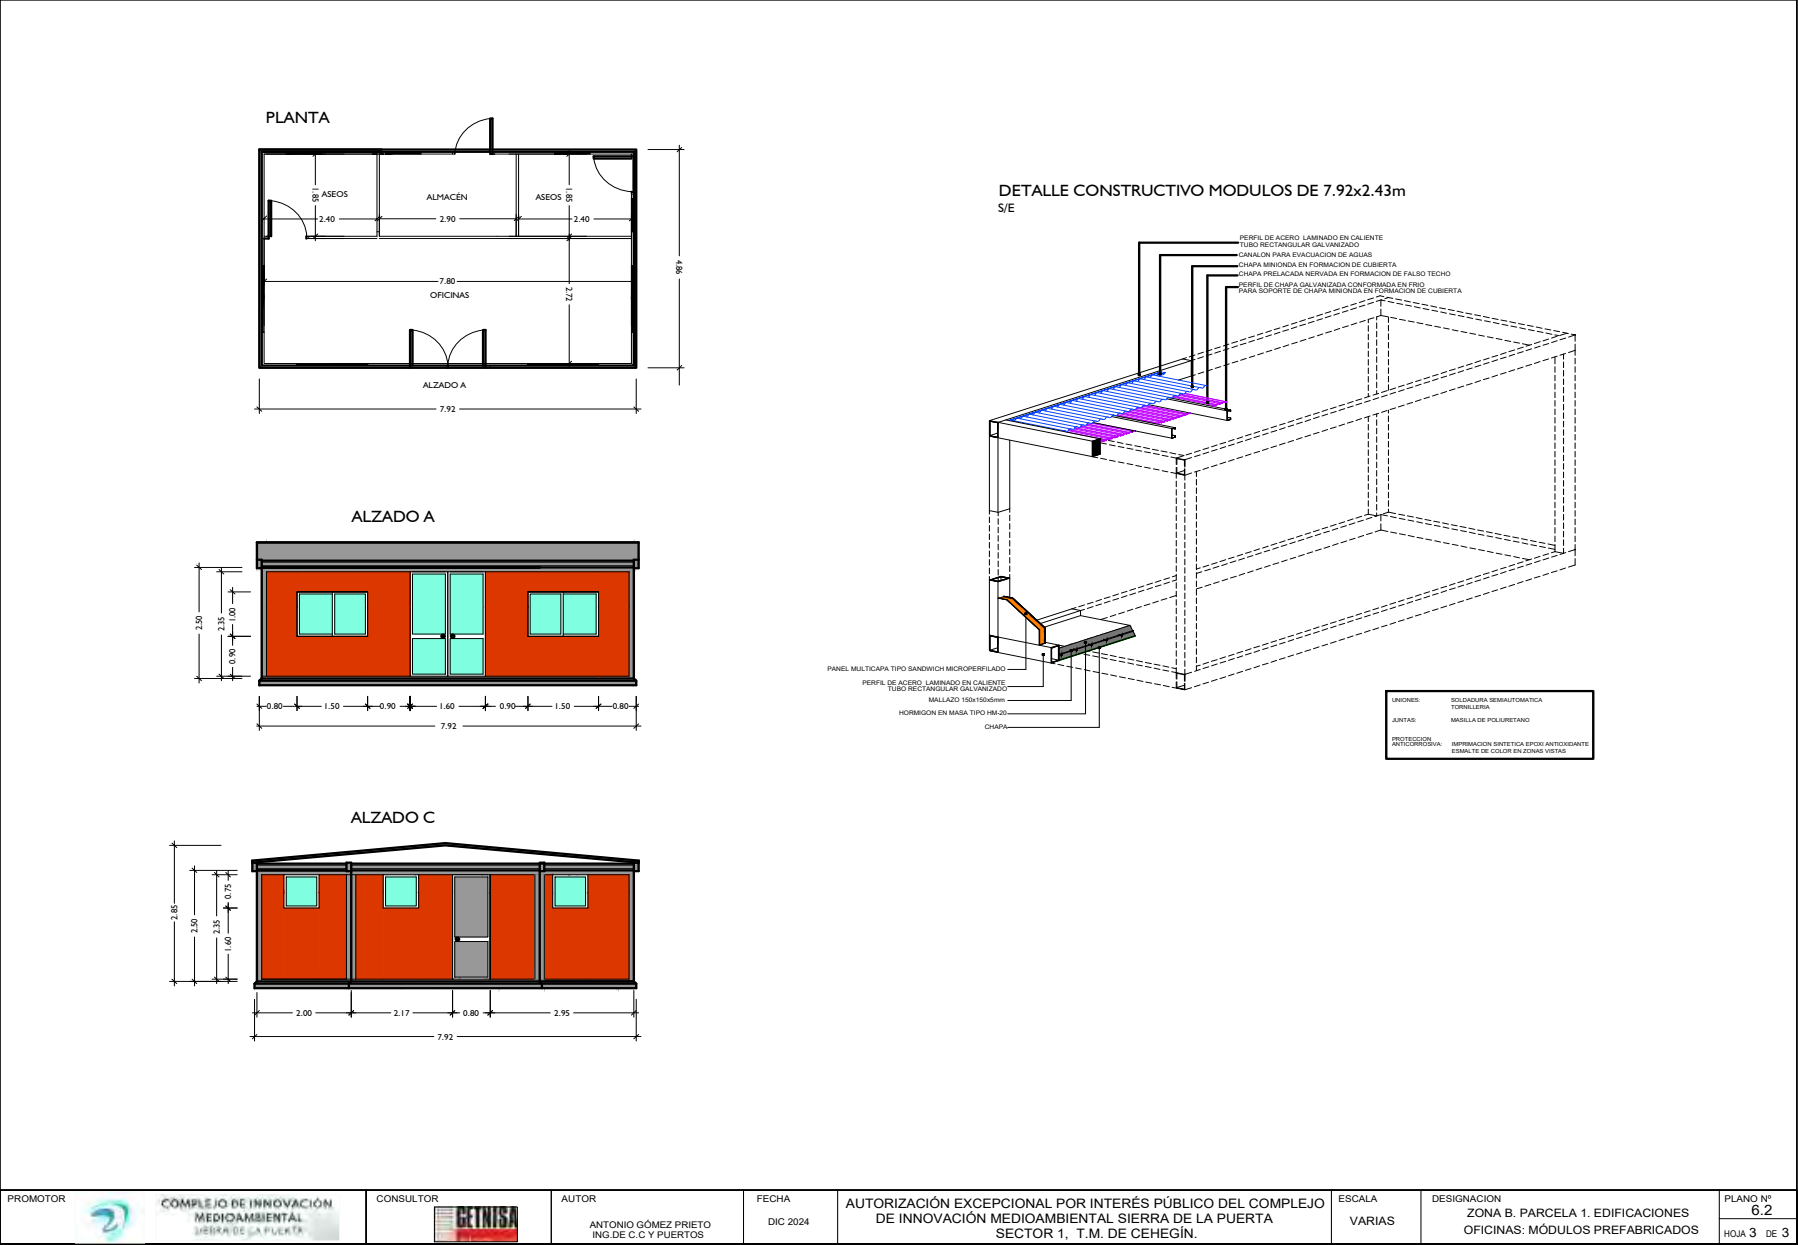 PLANTA
ASEOS
ALMACÉN
ASEOS
1.85
1.85
2.40
2.90
2.40
4.86
7.80
OFICINAS
2.72
ALZADO A
7.92
ALZADO A
2.50
2.35
1.00
0.90
0.80
1.50
0.90
1.60
0.90
1.50
0.80
7.92
ALZADO C
2.85
2.50
2.35
0.75
1.60
2.00
2.17
0.80
2.95
7.92
DETALLE CONSTRUCTIVO MODULOS DE 7.92x2.43m
S/E
PERFIL DE ACERO LAMINADO EN CALIENTE
TUBO RECTANGULAR GALVANIZADO
CANALON PARA EVACUACION DE AGUAS
CHAPA MINIONDA EN FORMACION DE CUBIERTA
CHAPA PRELACADA NERVADA EN FORMACION DE FALSO TECHO
PERFIL DE CHAPA GALVANIZADA CONFORMADA EN FRIO
PARA SOPORTE DE CHAPA MINIONDA EN FORMACION DE CUBIERTA
PANEL MULTICAPA TIPO SANDWICH MICROPERFILADO
PERFIL DE ACERO LAMINADO EN CALIENTE
TUBO RECTANGULAR GALVANIZADO
MALLAZO 150x150x5mm
HORMIGON EN MASA TIPO HM-20
CHAPA
UNIONES: SOLDADURA SEMIAUTOMATICA
TORNILLERIA
JUNTAS: MASILLA DE POLIURETANO
PROTECCION
ANTICORROSIVA: IMPRIMACION SINTETICA EPOXI ANTIOXIDANTE
ESMALTE DE COLOR EN ZONAS VISTAS
PROMOTOR
COMPLEJO DE INNOVACIÓN
MEDIOAMBIENTAL
SIERRA DE LA PUERTA
CONSULTOR
GETNISA
AUTOR
ANTONIO GÓMEZ PRIETO
ING.DE C.C Y PUERTOS
FECHA
DIC 2024
AUTORIZACIÓN EXCEPCIONAL POR INTERÉS PÚBLICO DEL COMPLEJO
DE INNOVACIÓN MEDIOAMBIENTAL SIERRA DE LA PUERTA
SECTOR 1, T.M. DE CEHEGÍN.
ESCALA
VARIAS
DESIGNACION
ZONA B. PARCELA 1. EDIFICACIONES
OFICINAS: MÓDULOS PREFABRICADOS
PLANO Nº
6.2
HOJA 3 DE 3